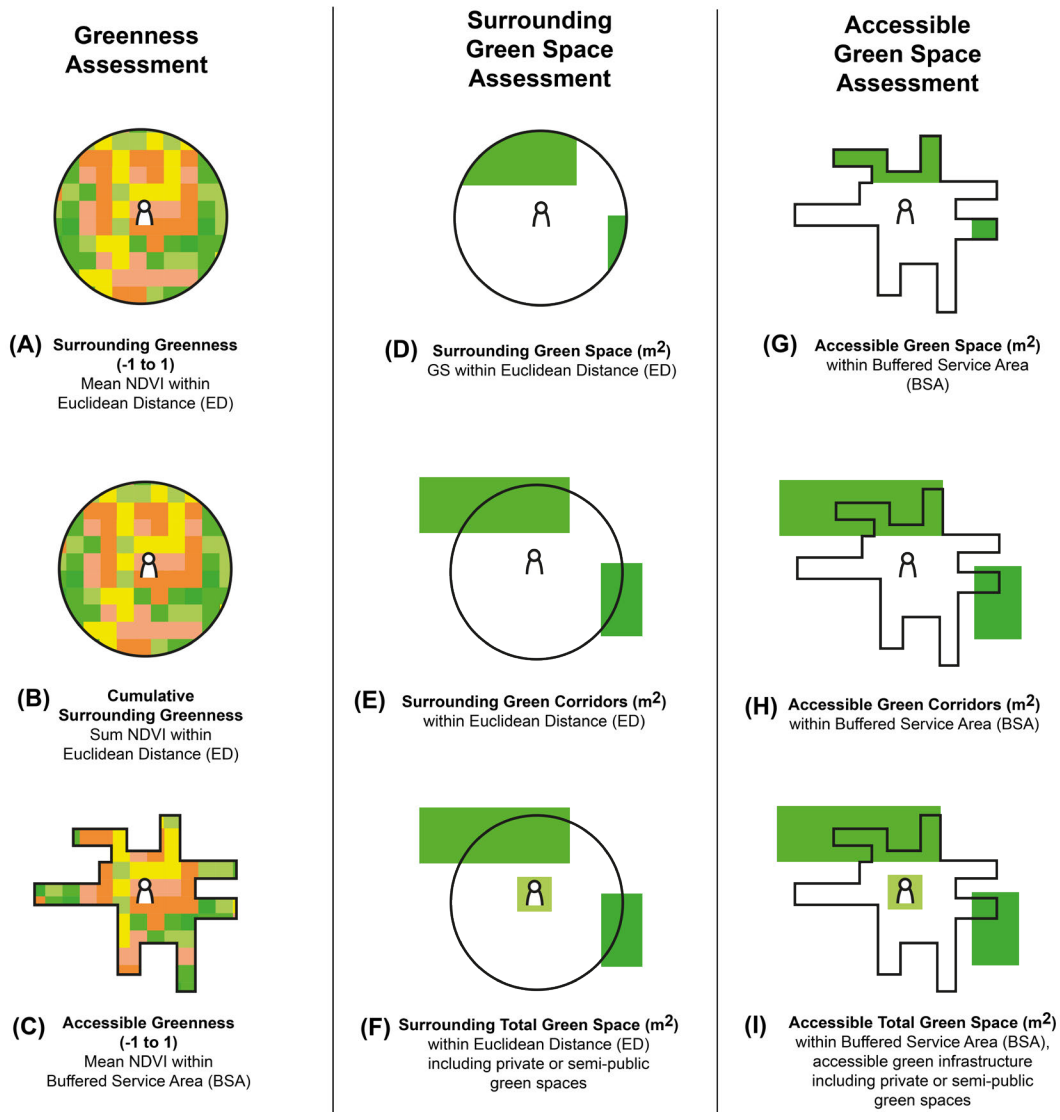 Greenness
Assessment
(A) Surrounding Greenness
(-1 to 1)
Mean NDVI within
Euclidean Distance (ED)
(B) Cumulative
Surrounding Greenness
Sum NDVI within
Euclidean Distance (ED)
(C) Accessible Greenness
(-1 to 1)
Mean NDVI within
Buffered Service Area (BSA)
Surrounding
Green Space
Assessment
(D) Surrounding Green Space (m²)
GS within Euclidean Distance (ED)
(E) Surrounding Green Corridors (m²)
within Euclidean Distance (ED)
(F) Surrounding Total Green Space (m²)
within Euclidean Distance (ED)
including private or semi-public
green spaces
Accessible
Green Space
Assessment
(G) Accessible Green Space (m²)
within Buffered Service Area
(BSA)
(H) Accessible Green Corridors (m²)
within Buffered Service Area (BSA)
(I) Accessible Total Green Space (m²)
within Buffered Service Area (BSA),
accessible green infrastructure
including private or semi-public
green spaces